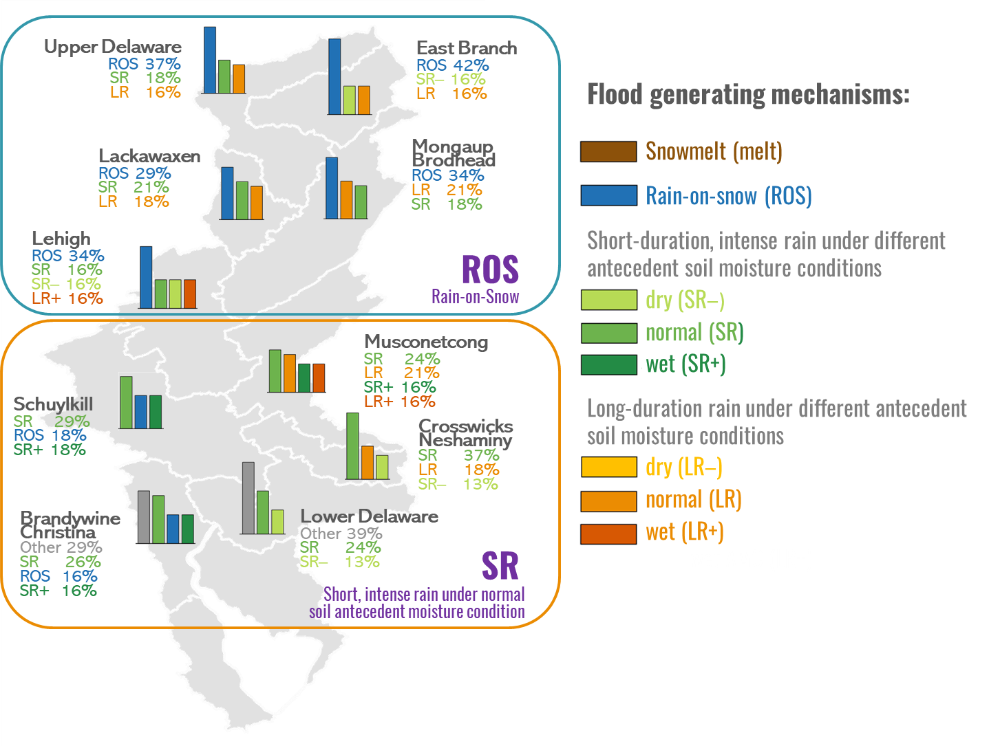 Upper Delaware
ROS 37%
SR 18%
LR 16%
East Branch
ROS 42%
SR– 16%
LR 16%
Lackawaxen
ROS 29%
SR 21%
LR 18%
Mongaup
Brodhead
ROS 34%
LR 21%
SR 18%
Lehigh
ROS 34%
SR 16%
SR– 16%
LR+ 16%
ROS
Rain-on-Snow
Musconetcong
SR 24%
LR 21%
SR+ 16%
LR+ 16%
Schuylkill
SR 29%
ROS 18%
SR+ 18%
Crosswicks
Neshaminy
SR 37%
LR 18%
SR– 13%
Brandywine
Christina
Other 29%
SR 26%
ROS 16%
SR+ 16%
Lower Delaware
Other 39%
SR 24%
SR– 13%
SR
Short, intense rain under normal
soil antecedent moisture condition
Flood generating mechanisms:
Snowmelt (melt)
Rain-on-snow (ROS)
Short-duration, intense rain under different
antecedent soil moisture conditions
dry (SR–)
normal (SR)
wet (SR+)
Long-duration rain under different antecedent
soil moisture conditions
dry (LR–)
normal (LR)
wet (LR+)